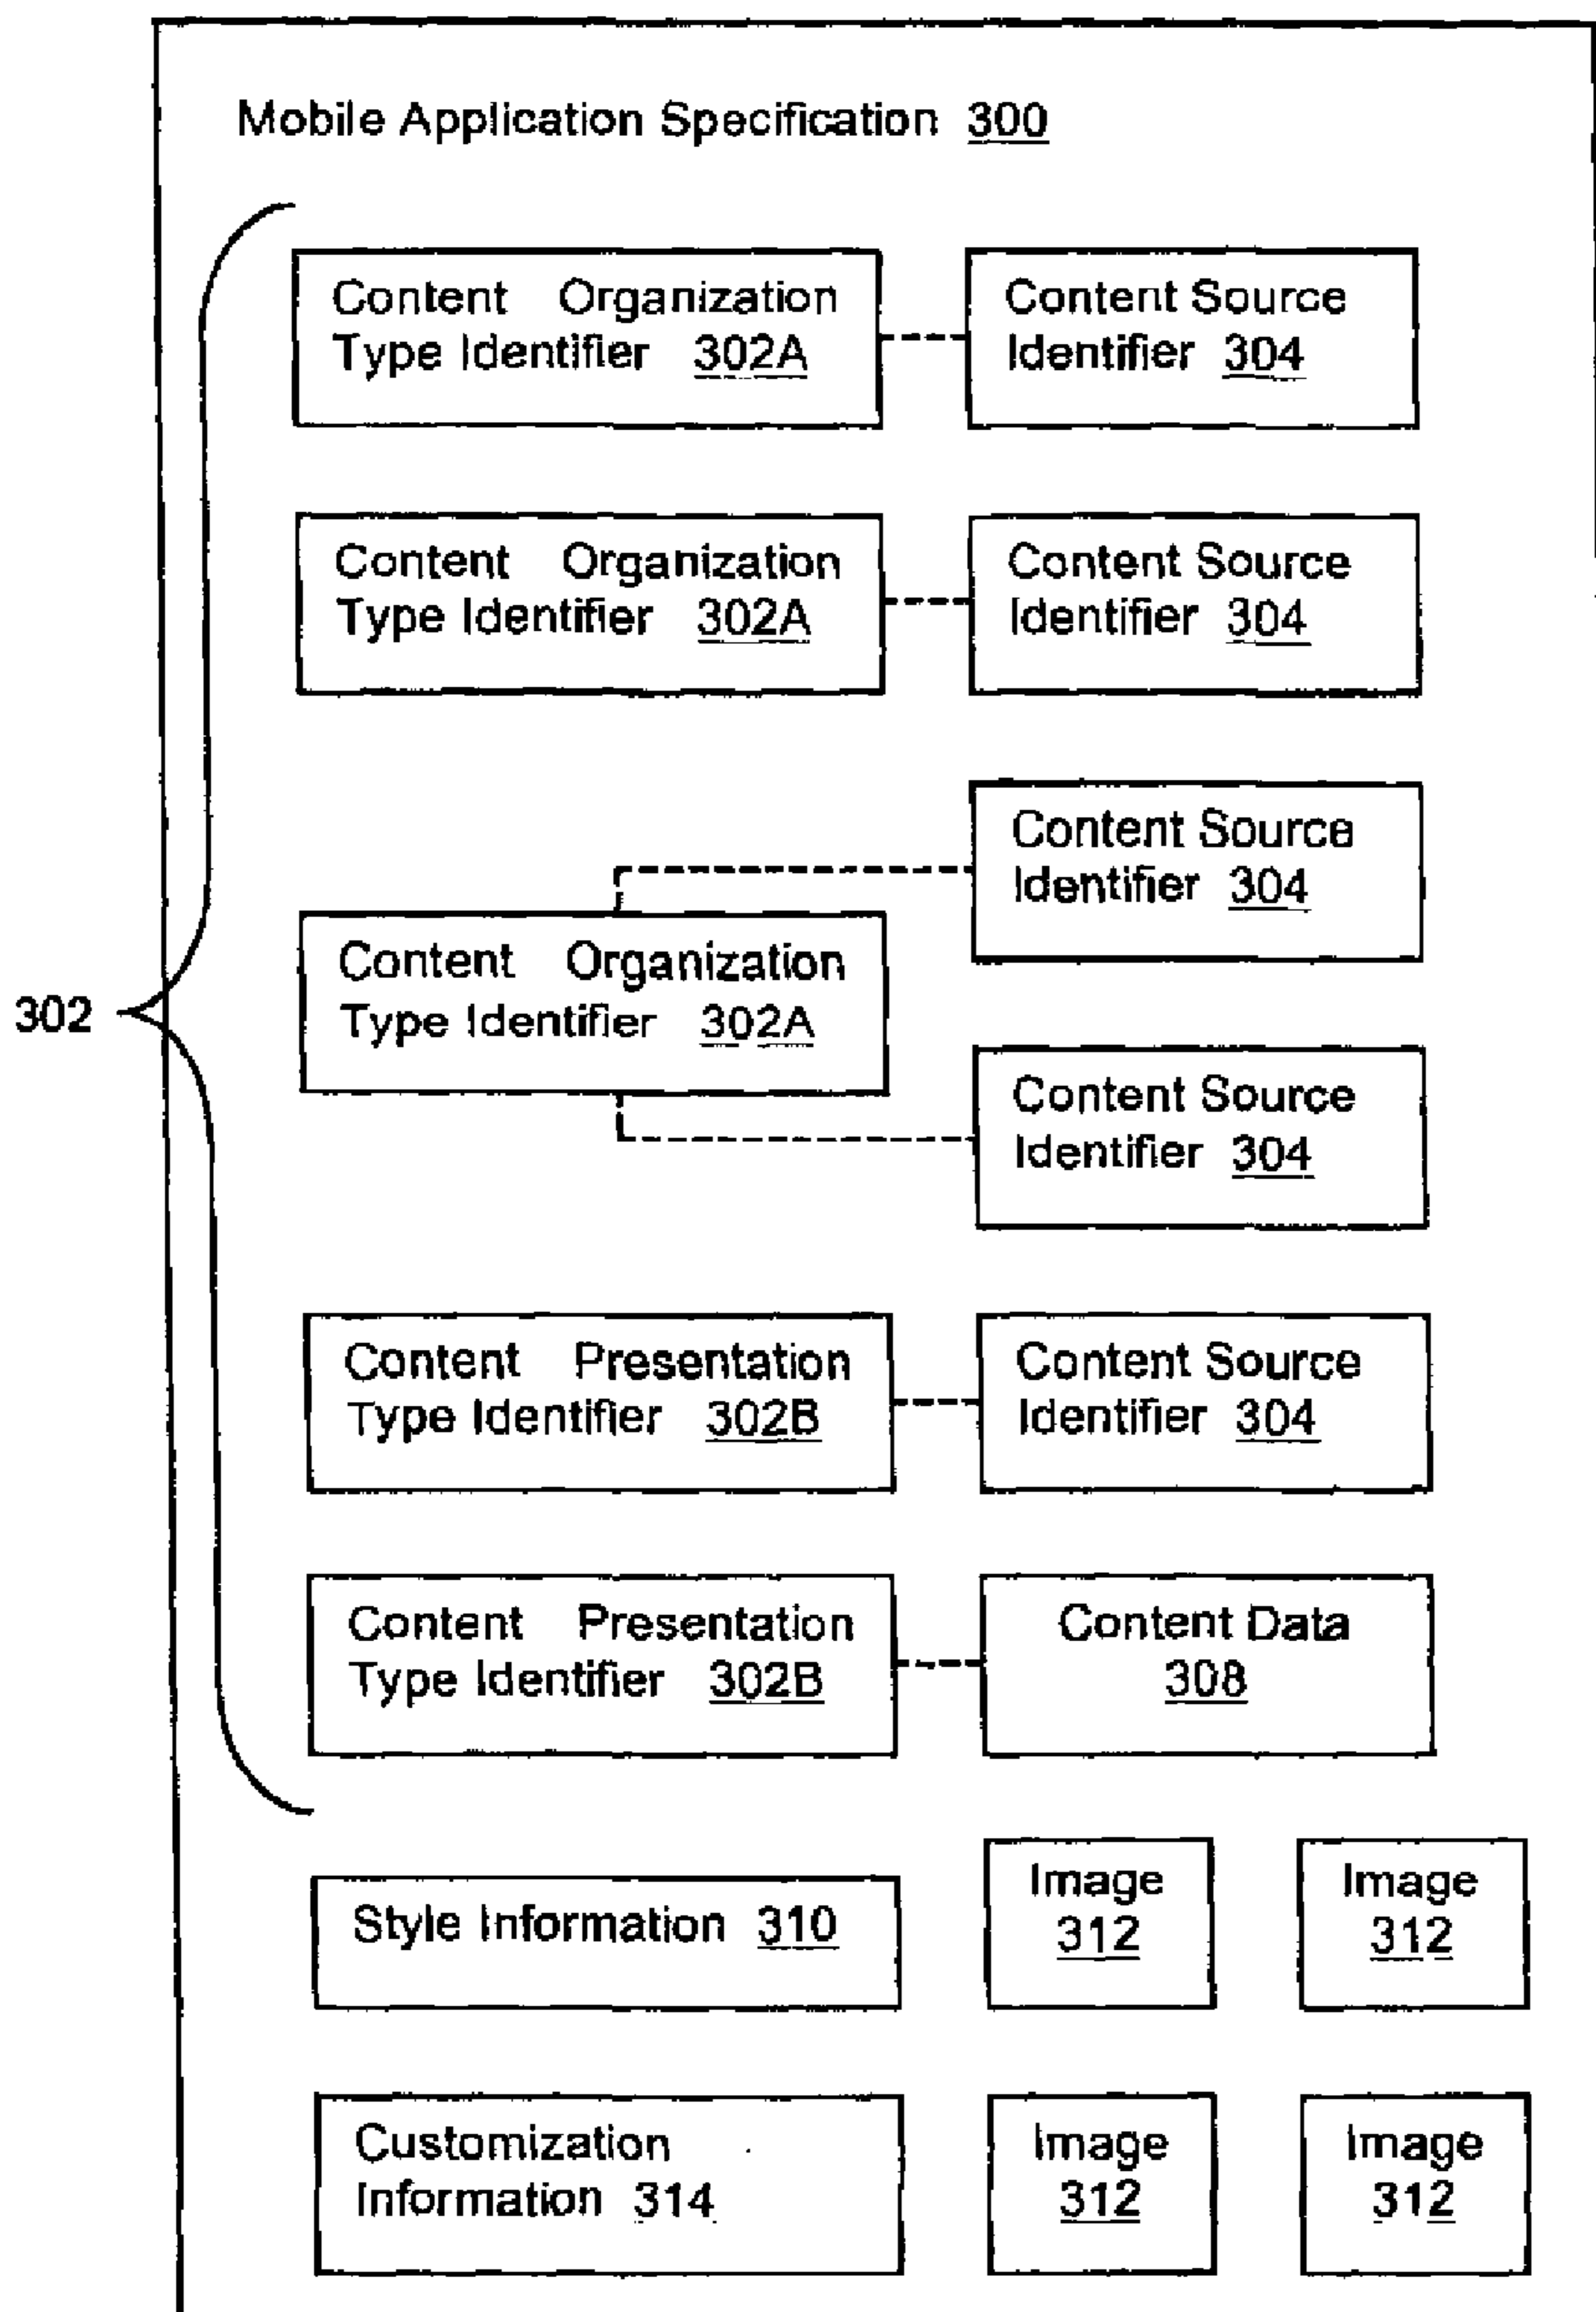 Mobile Application Specification 300
Content Organization
Type Identifier 302A
Content Source
Identifier 304
Content Organization
Type Identifier 302A
Content Source
Identifier 304
Content Source
Identifier 304
302
Content Organization
Type Identifier 302A
Content Source
Identifier 304
Content Presentation
Type Identifier 302B
Content Source
Identifier 304
Content Presentation
Type Identifier 302B
Content Data
308
Style Information 310
Image
312
Image
312
Customization
Information 314
Image
312
Image
312